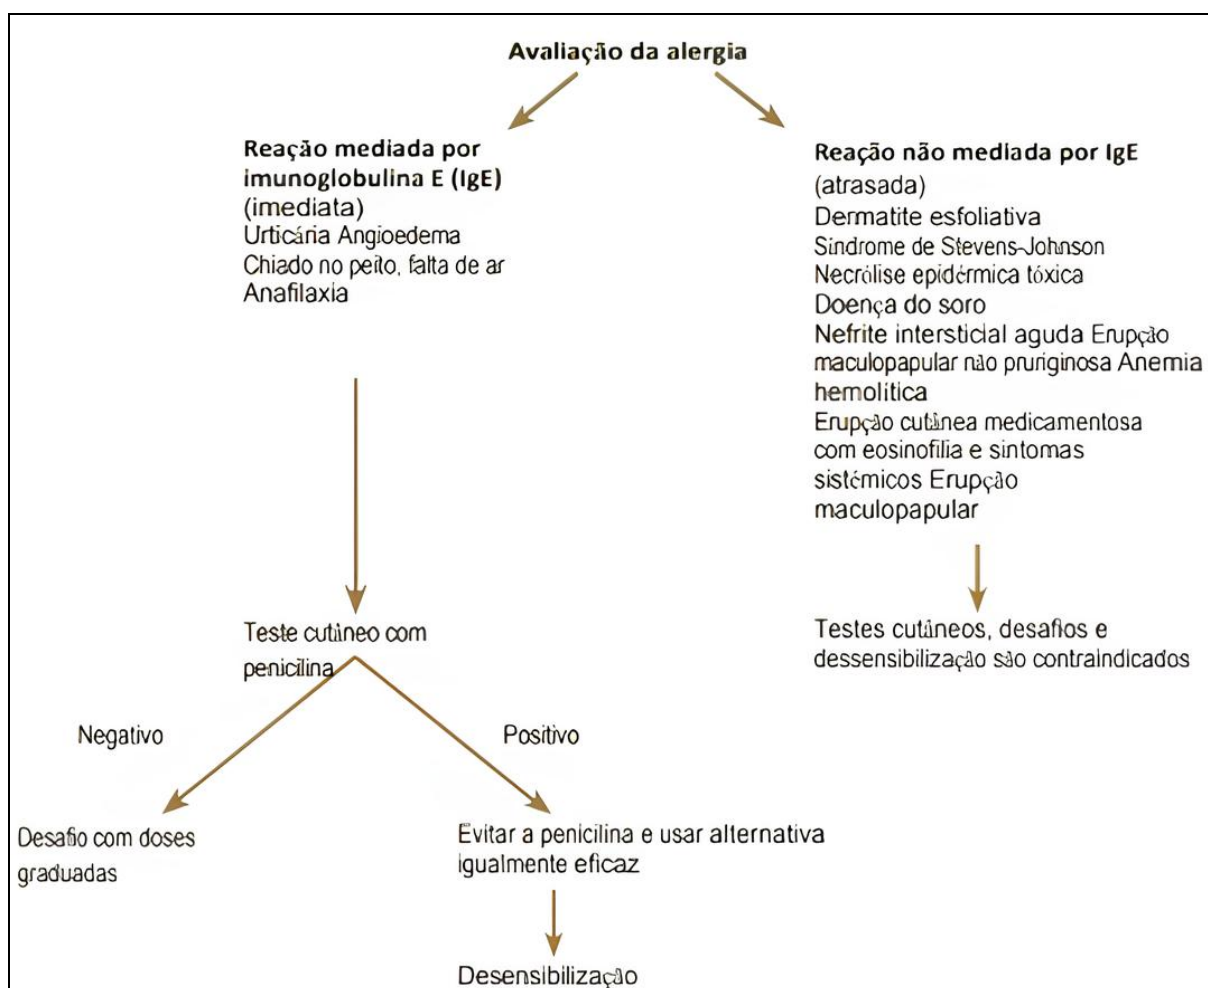 Avaliação da alergia
Reação mediada por
imunoglobulina E (IgE)
(imediata)
Urticária Angioedema
Chiado no peito, falta de ar
Anafilaxia
Reação não mediada por IgE
(atrasada)
Dermatite esfoliativa
Síndrome de Stevens-Johnson
Necrólise epidérmica tóxica
Doença do soro
Nefrite intersticial aguda Erupção
maculopapular não pruriginosa Anemia
hemolítica
Erupção cutânea medicamentosa
com eosinofilia e sintomas
sistémicos Erupção
maculopapular
Teste cutâneo com
penicilina
Testes cutâneos, desafios e
dessensibilização são contraindicados
Negativo
Positivo
Desafio com doses
graduadas
Evitar a penicilina e usar alternativa
igualmente eficaz
Desensibilização